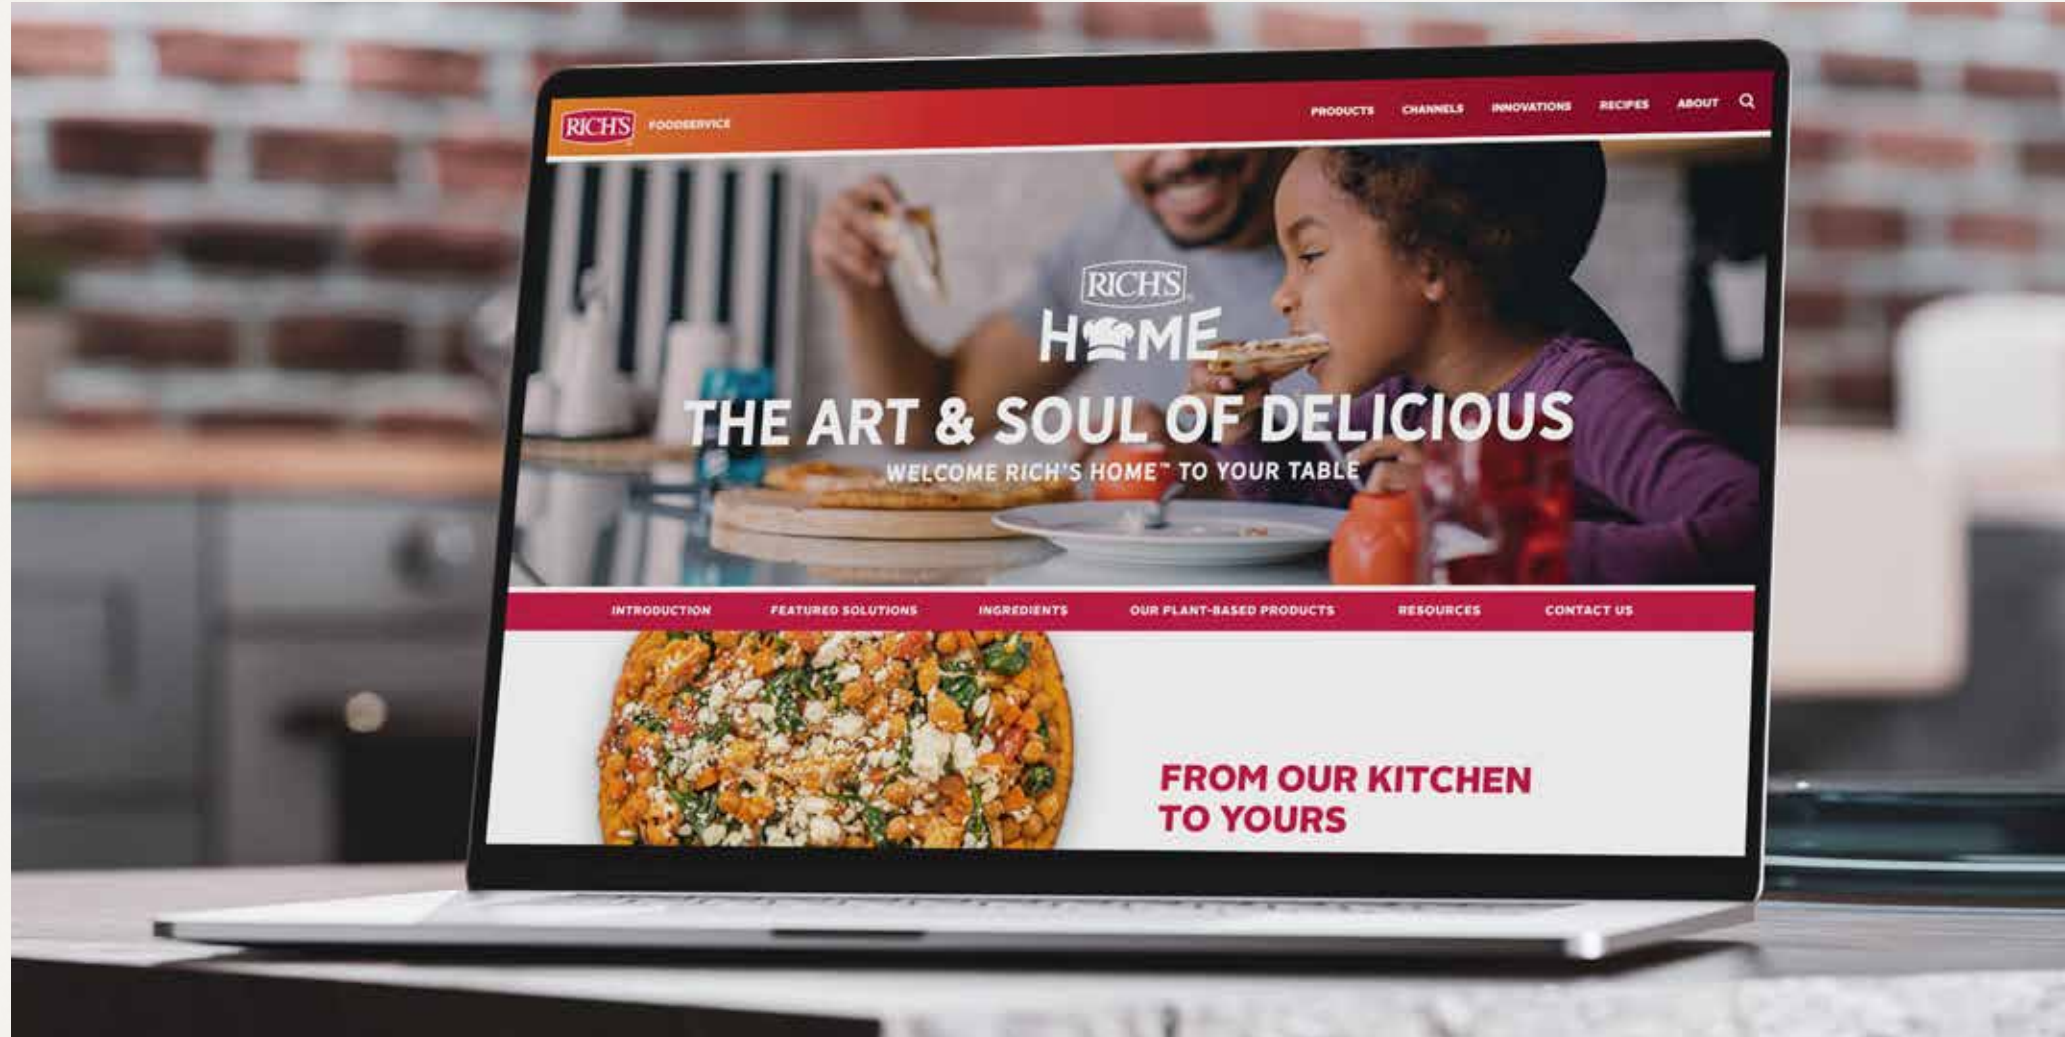 RICH'S FOODSERVICE PRODUCTS CHANNELS INNOVATIONS RECIPES ABOUT
RICH'S
HOME
THE ART & SOUL OF DELICIOUS
WELCOME RICH'S HOME™ TO YOUR TABLE
INTRODUCTION FEATURED SOLUTIONS INGREDIENTS OUR PLANT-BASED PRODUCTS RESOURCES CONTACT US
FROM OUR KITCHEN
TO YOURS